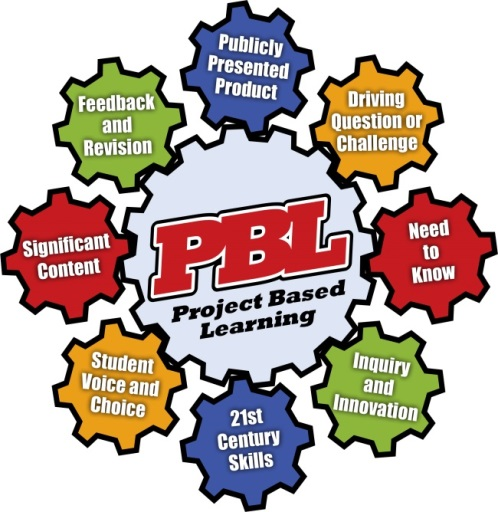 Publicly
Presented
Product
Driving
Question or
Challenge
Need
to
Know
Inquiry
and
Innovation
21st
Century
Skills
Student
Voice and
Choice
Significant
Content
Feedback
and
Revision
PBL
Project Based
Learning